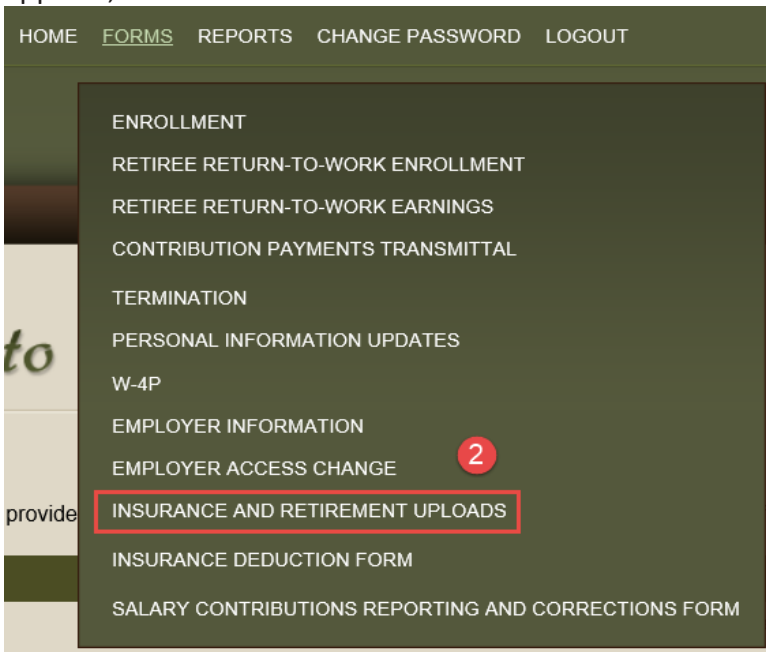 HOME FORMS REPORTS CHANGE PASSWORD LOGOUT
ENROLLMENT
RETIREE RETURN-TO-WORK ENROLLMENT
RETIREE RETURN-TO-WORK EARNINGS
CONTRIBUTION PAYMENTS TRANSMITTAL
TERMINATION
to
PERSONAL INFORMATION UPDATES
W-4P
EMPLOYER INFORMATION
2
EMPLOYER ACCESS CHANGE
provide
INSURANCE AND RETIREMENT UPLOADS
INSURANCE DEDUCTION FORM
SALARY CONTRIBUTIONS REPORTING AND CORRECTIONS FORM